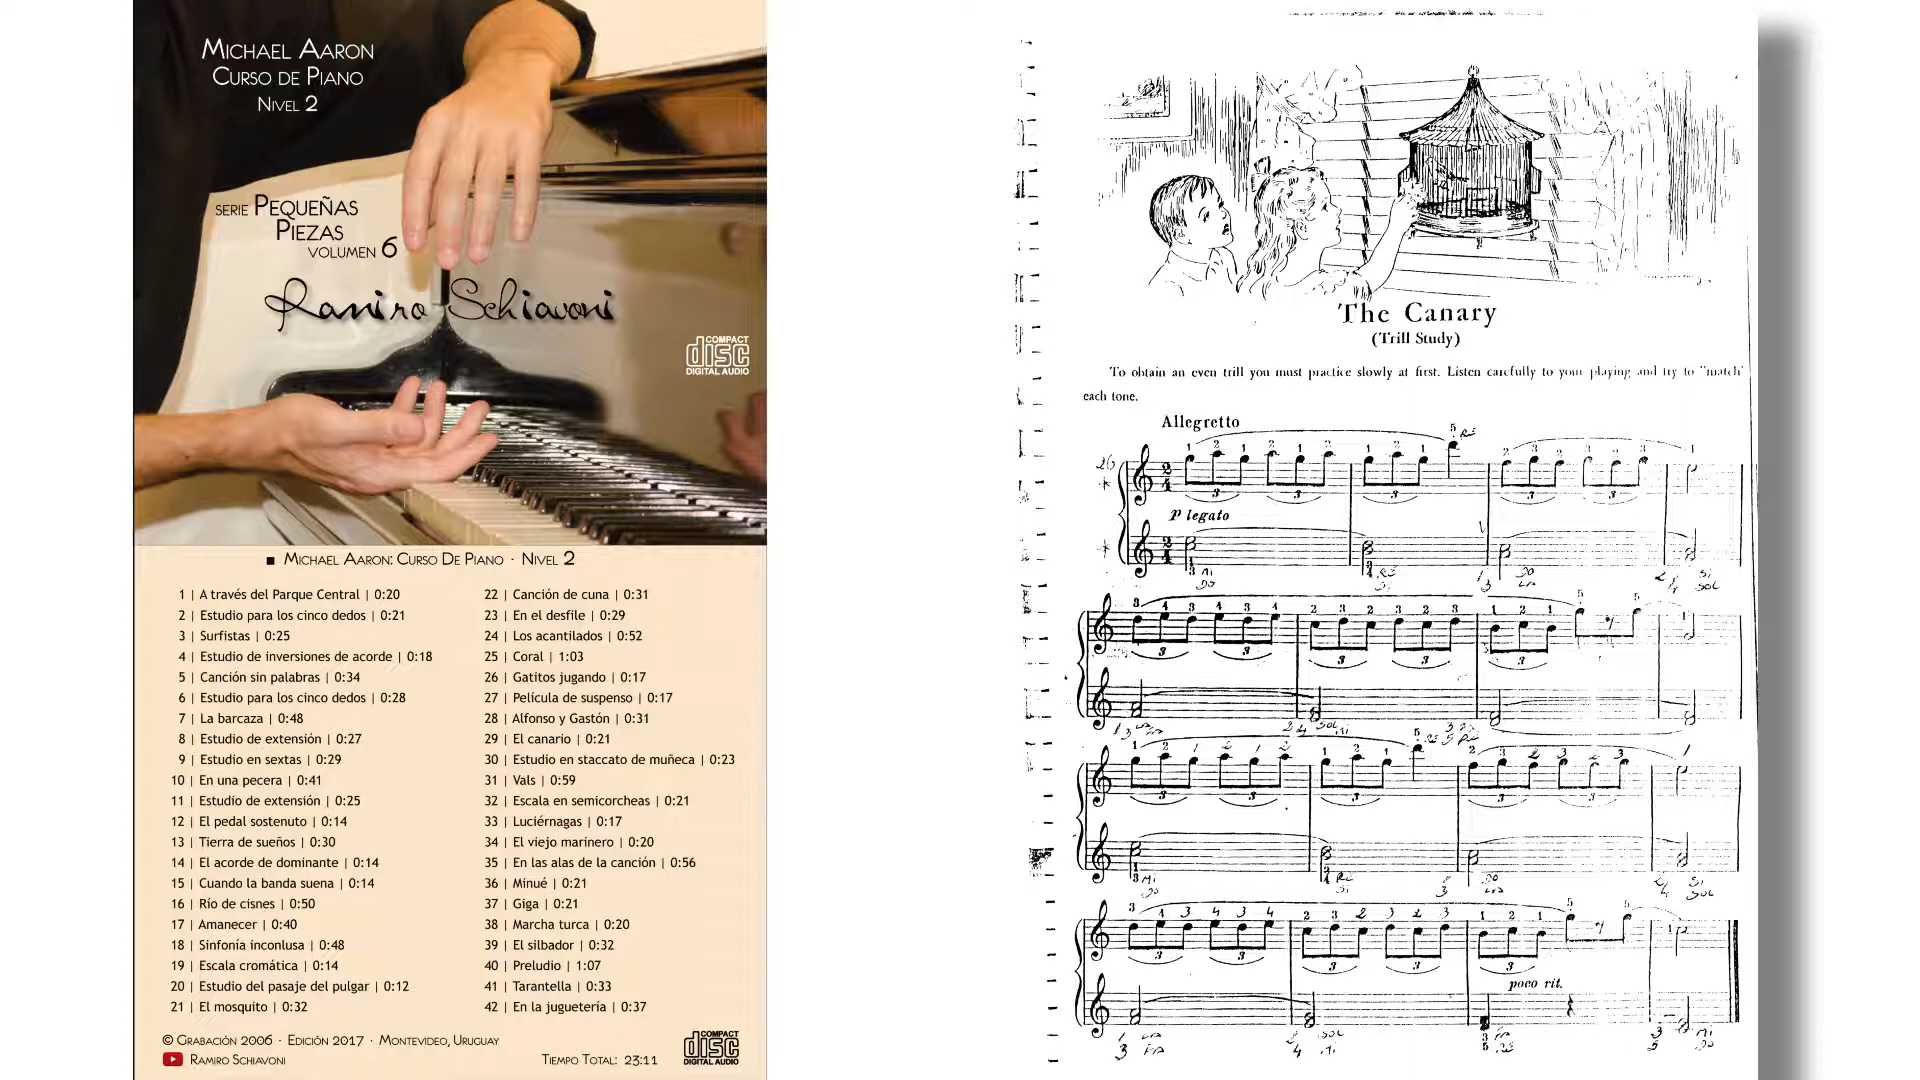 Michael Aaron
Curso de Piano
Nivel 2
serie Pequeñas
Piezas
volumen 6
Ramiro Schiavoni
COMPACT
disc
DIGITAL AUDIO
■ Michael Aaron: Curso De Piano · Nivel 2
1 | A través del Parque Central | 0:20
2 | Estudio para los cinco dedos | 0:21
3 | Surfistas | 0:25
4 | Estudio de inversiones de acorde | 0:18
5 | Canción sin palabras | 0:34
6 | Estudio para los cinco dedos | 0:28
7 | La barcaza | 0:48
8 | Estudio de extensión | 0:27
9 | Estudio en sextas | 0:29
10 | En una pecera | 0:41
11 | Estudio de extensión | 0:25
12 | El pedal sostenuto | 0:14
13 | Tierra de sueños | 0:30
14 | El acorde de dominante | 0:14
15 | Cuando la banda suena | 0:14
16 | Río de cisnes | 0:50
17 | Amanecer | 0:40
18 | Sinfonía inconlusa | 0:48
19 | Escala cromática | 0:14
20 | Estudio del pasaje del pulgar | 0:12
21 | El mosquito | 0:32
22 | Canción de cuna | 0:31
23 | En el desfile | 0:29
24 | Los acantilados | 0:52
25 | Coral | 1:03
26 | Gatitos jugando | 0:17
27 | Película de suspenso | 0:17
28 | Alfonso y Gastón | 0:31
29 | El canario | 0:21
30 | Estudio en staccato de muñeca | 0:23
31 | Vals | 0:59
32 | Escala en semicorcheas | 0:21
33 | Luciérnagas | 0:17
34 | El viejo marinero | 0:20
35 | En las alas de la canción | 0:56
36 | Minué | 0:21
37 | Giga | 0:21
38 | Marcha turca | 0:20
39 | El silbador | 0:32
40 | Preludio | 1:07
41 | Tarantella | 0:33
42 | En la juguetería | 0:37
© Grabación 2006 · Edición 2017 · Montevideo, Uruguay
Ramiro Schiavoni
Tiempo Total: 23:11
COMPACT
disc
DIGITAL AUDIO
The Canary
(Trill Study)
To obtain an even trill you must practice slowly at first. Listen carefully to your playing and try to "match"
each tone.
Allegretto
26
p legato
poco rit.